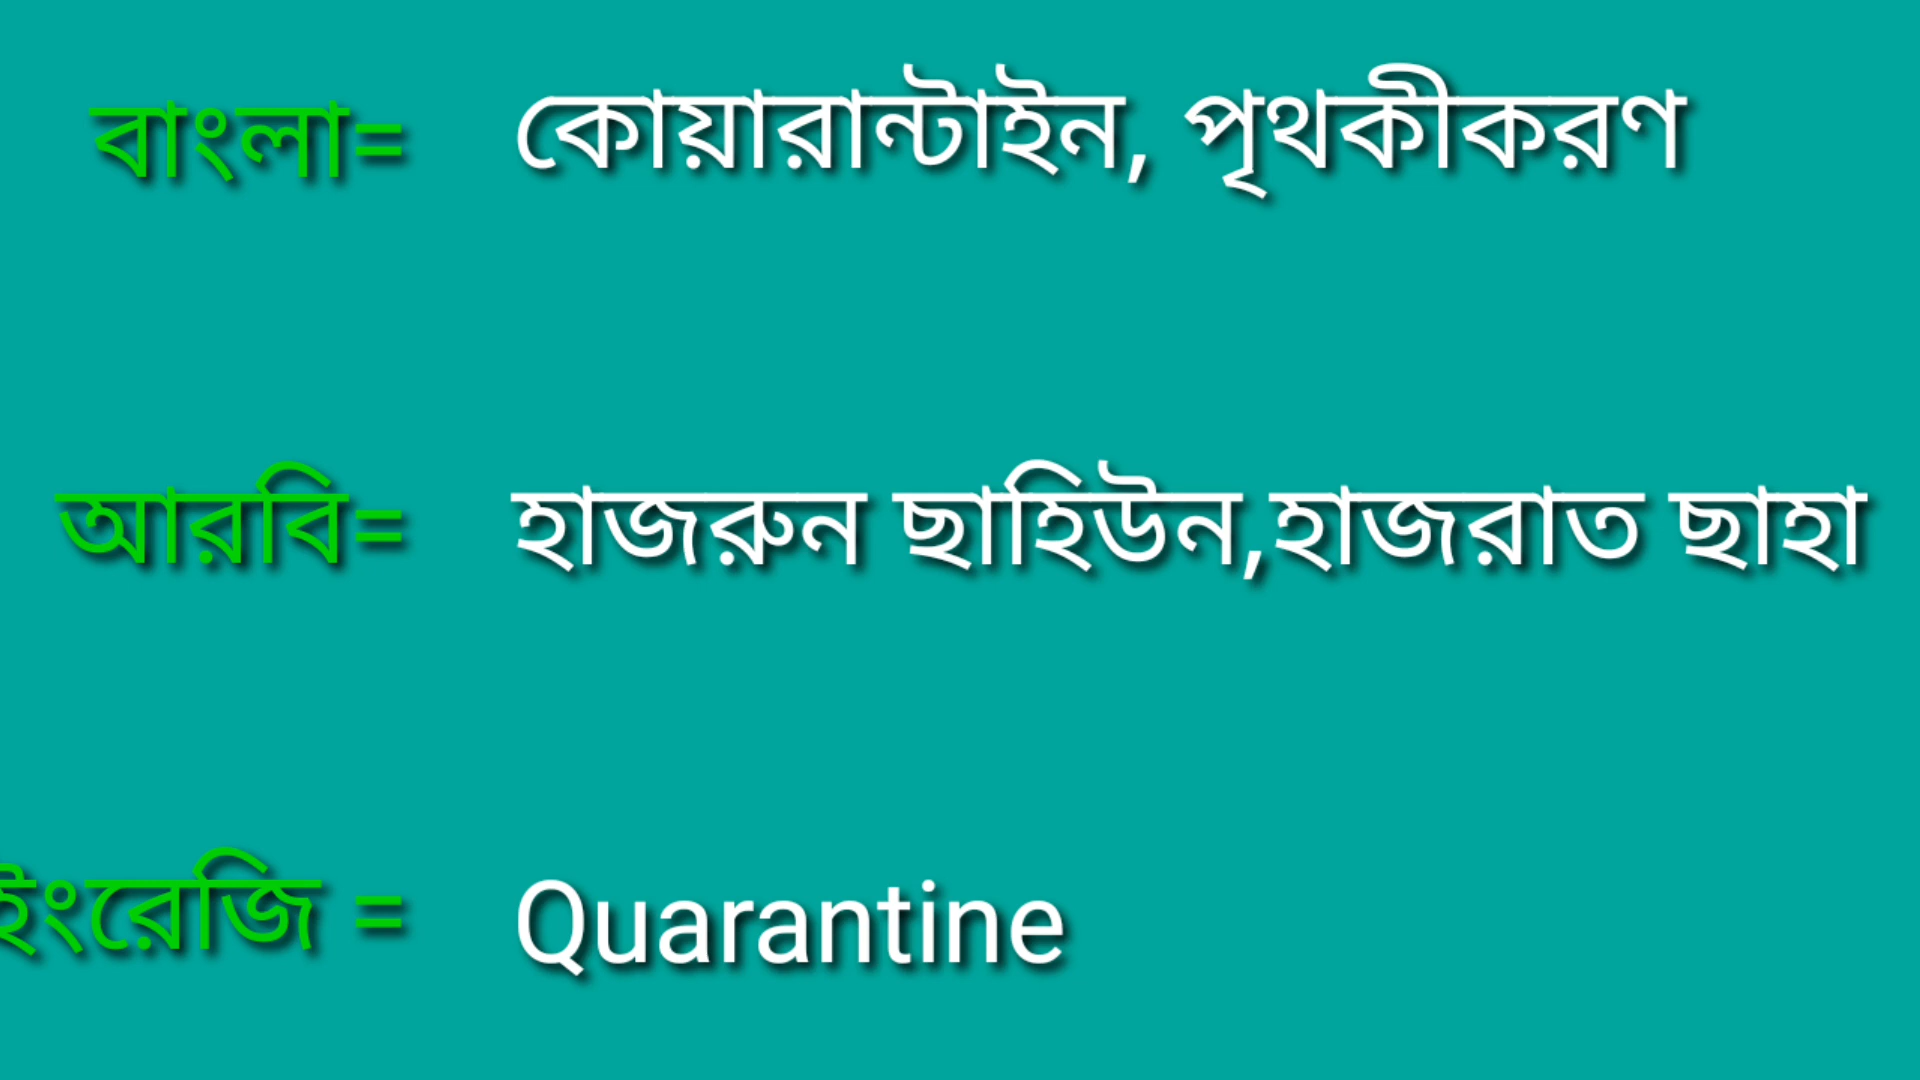 বাংলা= কোয়ারান্টাইন, পৃথকীকরণ
আরবি= হাজরুন ছাহিউন,হাজরাত ছাহা
ইংরেজি = Quarantine